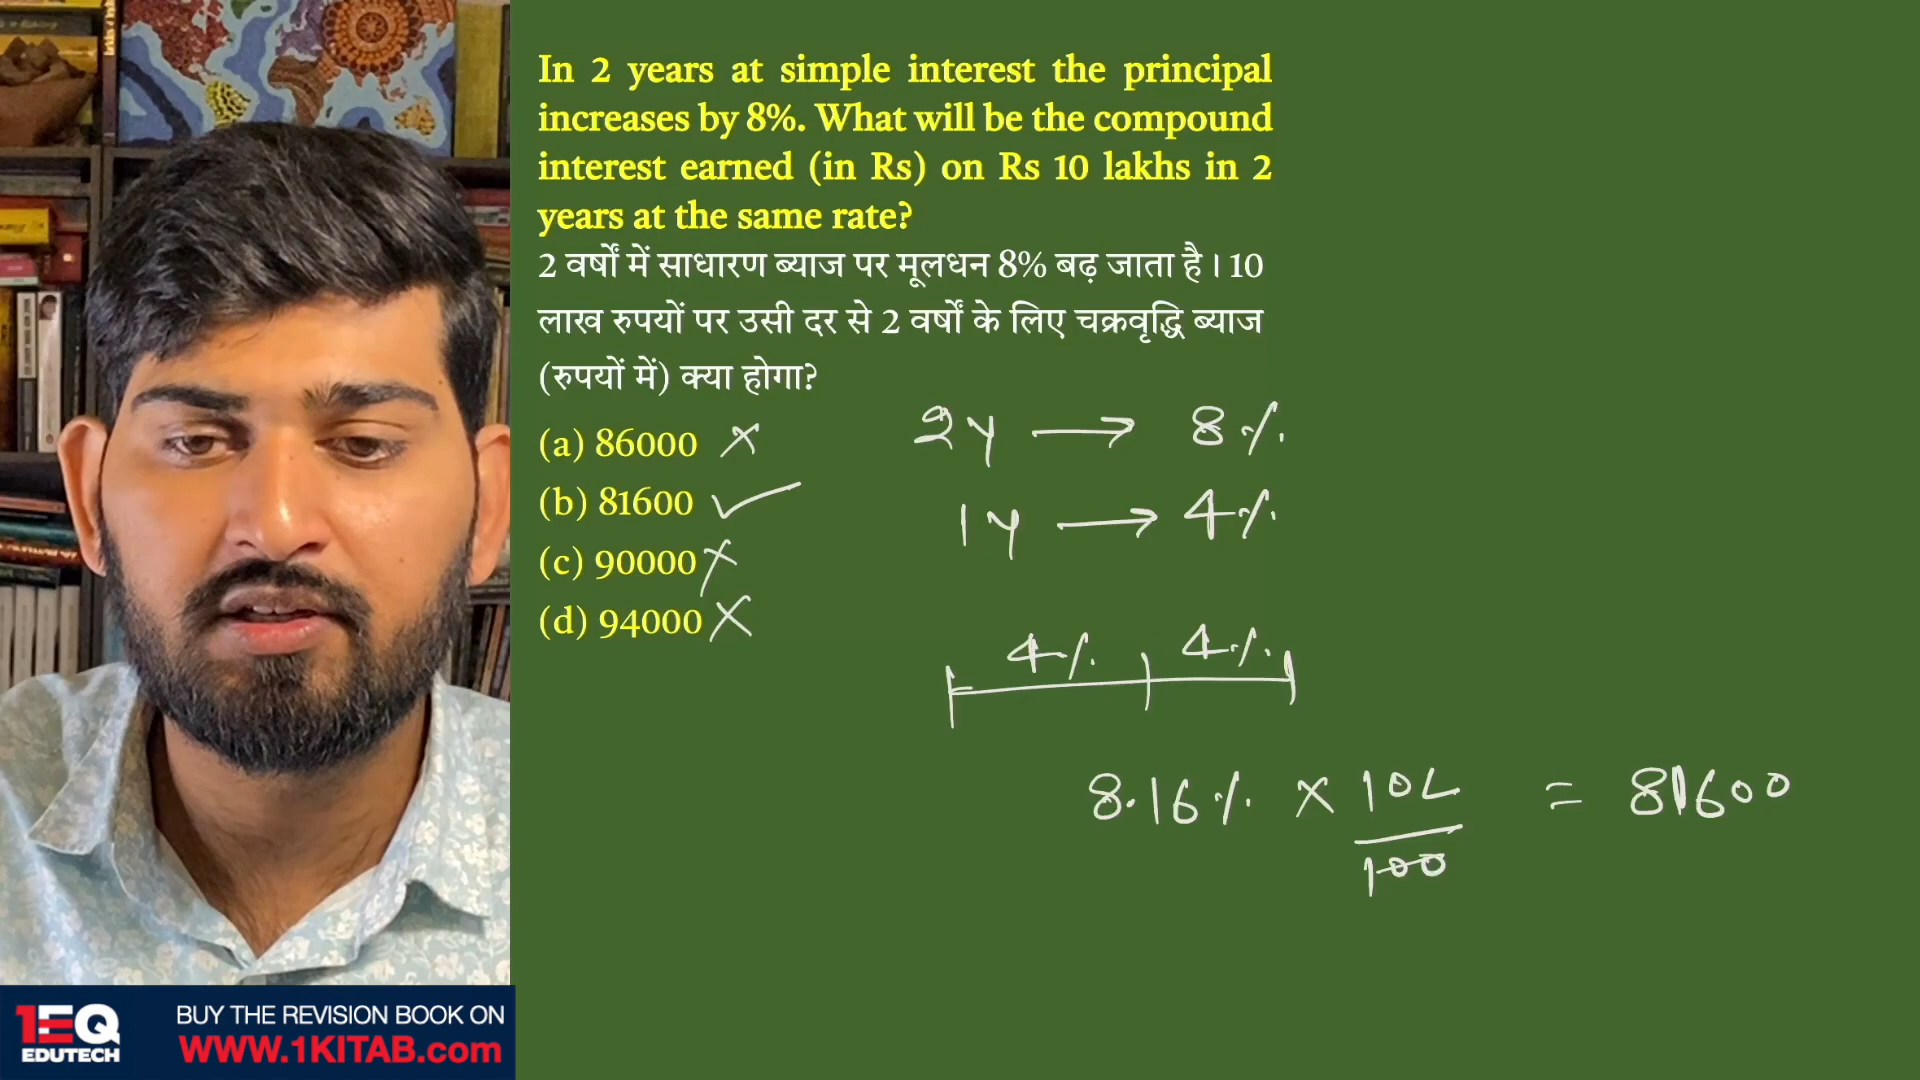 In 2 years at simple interest the principal
increases by 8%. What will be the compound
interest earned (in Rs) on Rs 10 lakhs in 2
years at the same rate?
2 वर्षों में साधारण ब्याज पर मूलधन 8% बढ़ जाता है। 10
लाख रुपयों पर उसी दर से 2 वर्षों के लिए चक्रवृद्धि ब्याज
(रुपयों में) क्या होगा?
(a) 86000 ×
(b) 81600 ✓
(c) 90000 ×
(d) 94000 ×
2y → 8%
1y → 4%
4% 4%
8.16% × 10L = 81600
100
1EQ
EDUTECH
BUY THE REVISION BOOK ON
WWW.1KITAB.com